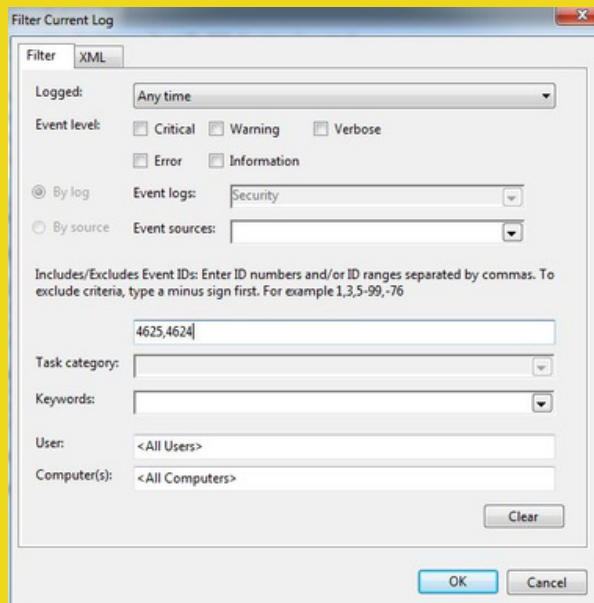 Filter Current Log
Filter XML
Logged: Any time
Event level: Critical Warning Verbose
Error Information
By log Event logs: Security
By source Event sources:
Includes/Excludes Event IDs: Enter ID numbers and/or ID ranges separated by commas. To
exclude criteria, type a minus sign first. For example 1,3,5-99,-76
4625,4624
Task category:
Keywords:
User: <All Users>
Computer(s): <All Computers>
Clear
OK Cancel